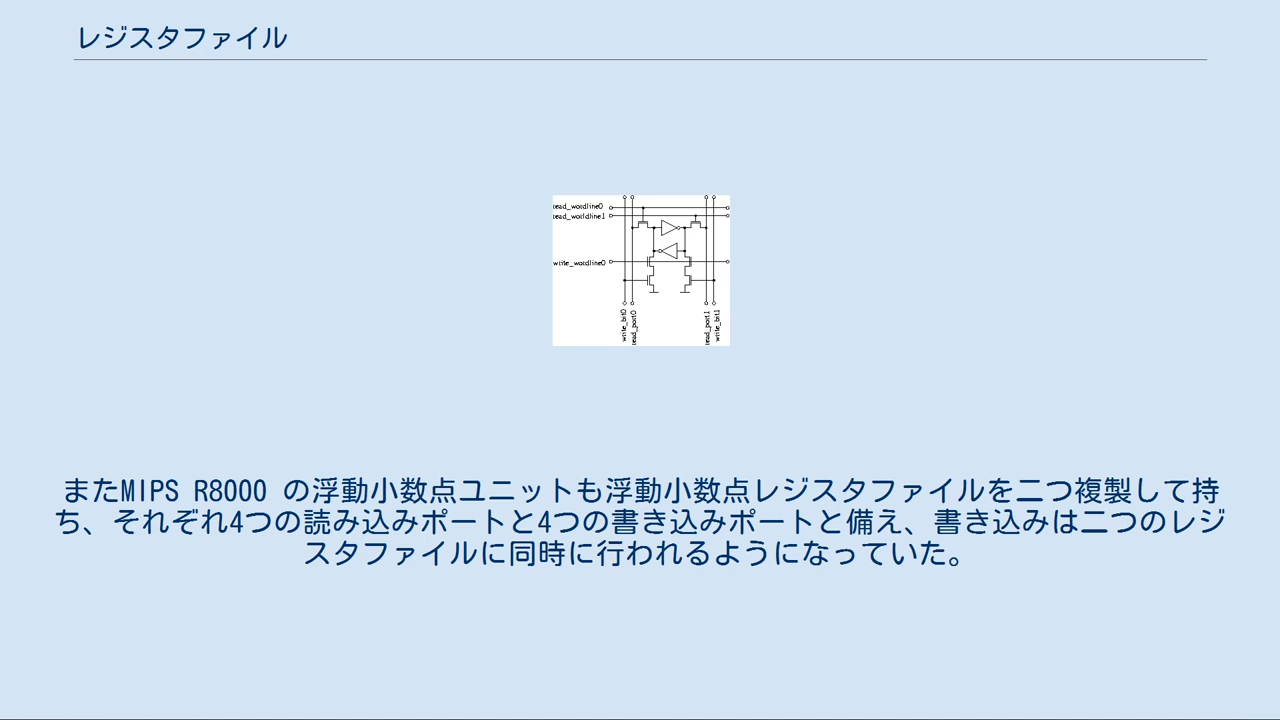 レジスタファイル
read_wordline0
read_wordline1
write_wordline0
write_bit0
read_port0
read_port1
write_bit1
またMIPS R8000 の浮動小数点ユニットも浮動小数点レジスタファイルを二つ複製して持
ち、それぞれ4つの読み込みポートと4つの書き込みポートと備え、書き込みは二つのレジ
スタファイルに同時に行われるようになっていた。